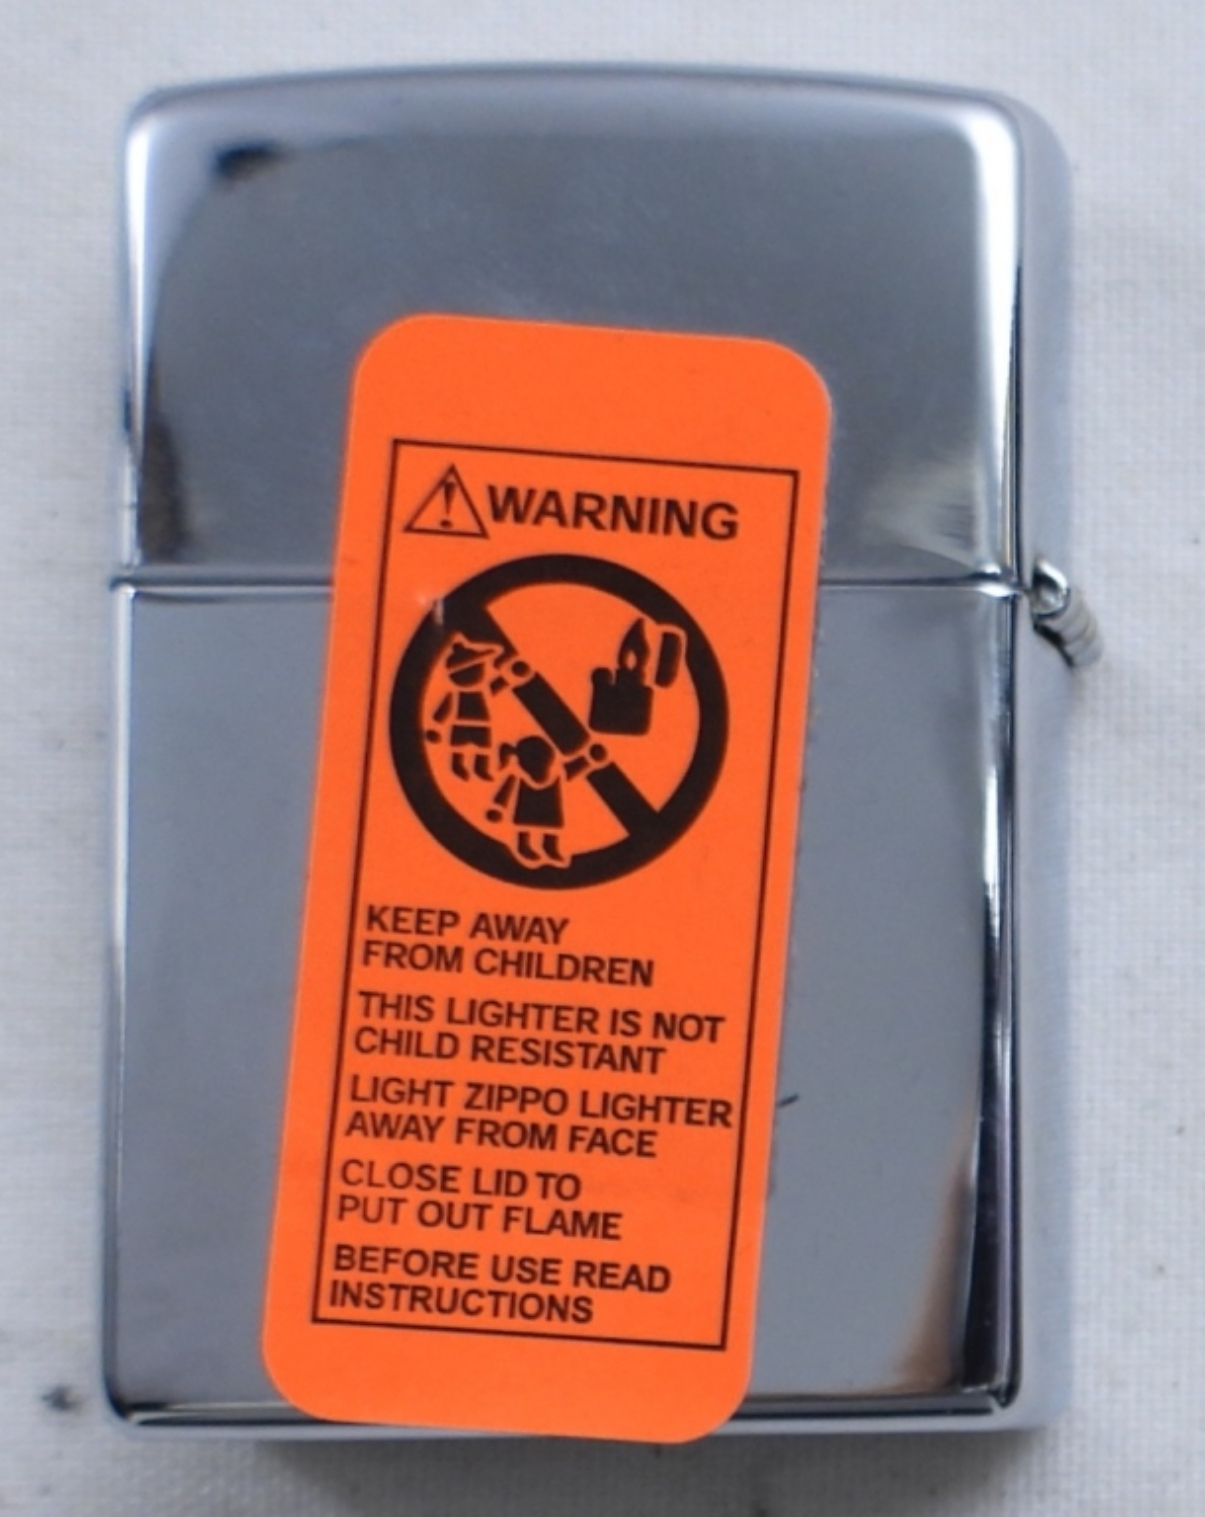 WARNING
KEEP AWAY
FROM CHILDREN
THIS LIGHTER IS NOT
CHILD RESISTANT
LIGHT ZIPPO LIGHTER
AWAY FROM FACE
CLOSE LID TO
PUT OUT FLAME
BEFORE USE READ
INSTRUCTIONS